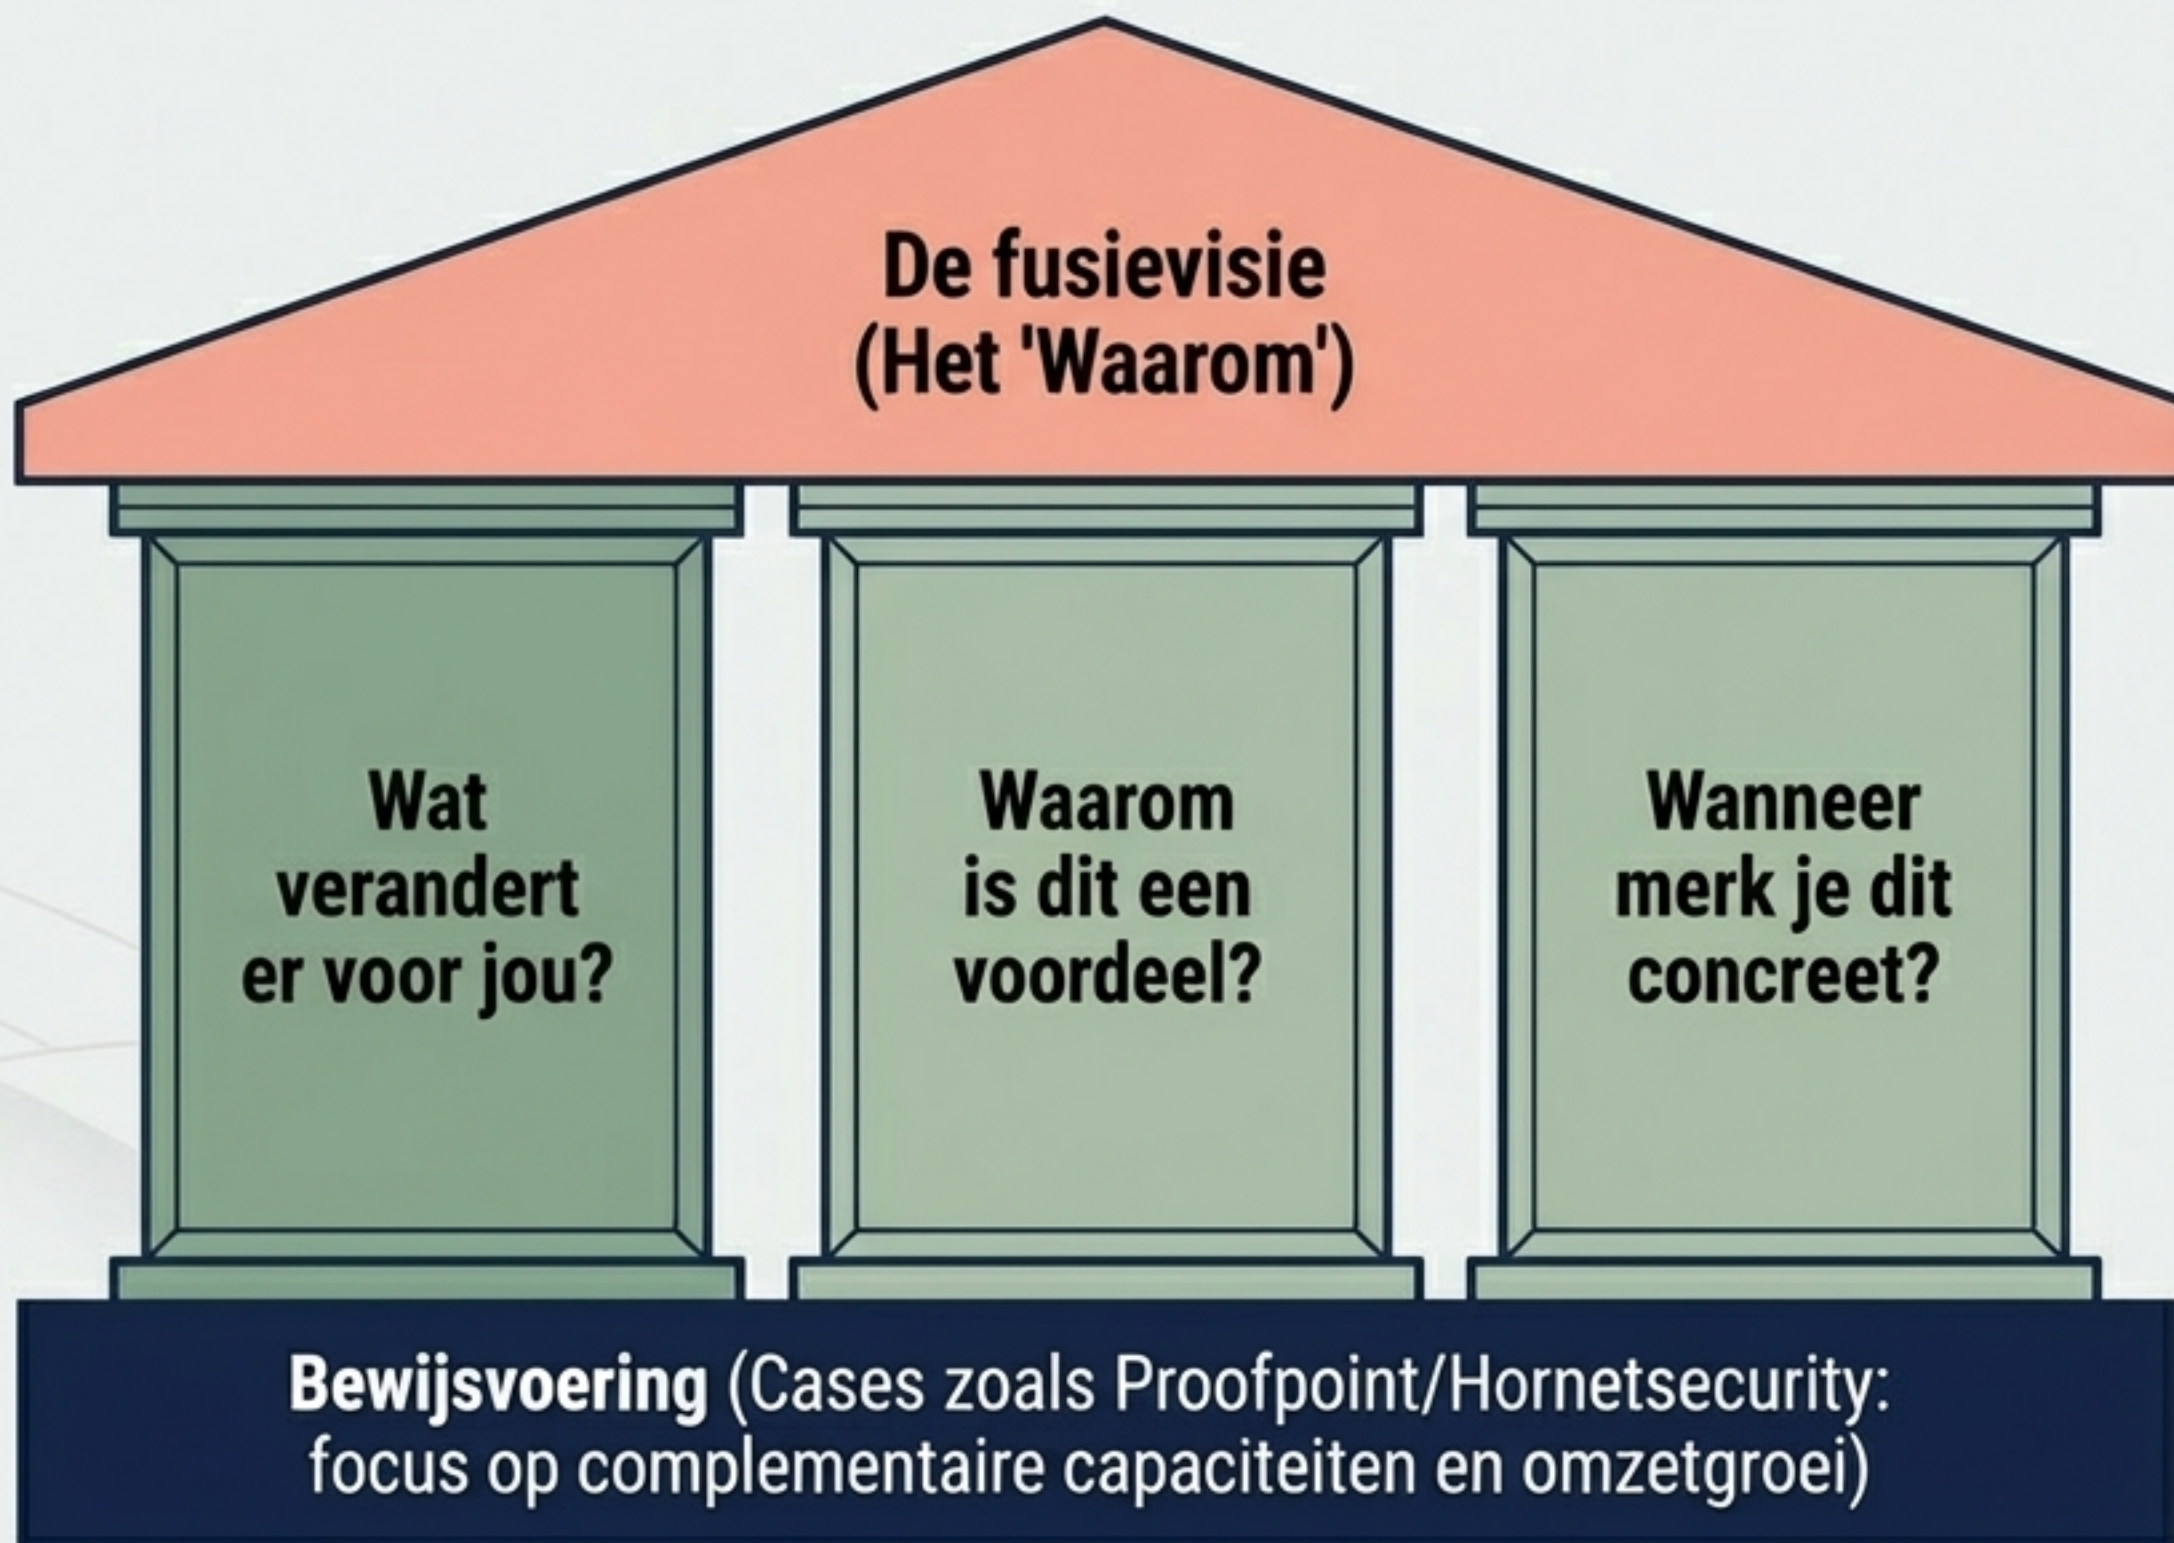 De fusievisie
(Het 'Waarom')
Wat
verandert
er voor jou?
Waarom
is dit een
voordeel?
Wanneer
merk je dit
concreet?
Bewijsvoering (Cases zoals Proofpoint/Hornetsecurity:
focus op complementaire capaciteiten en omzetgroei)